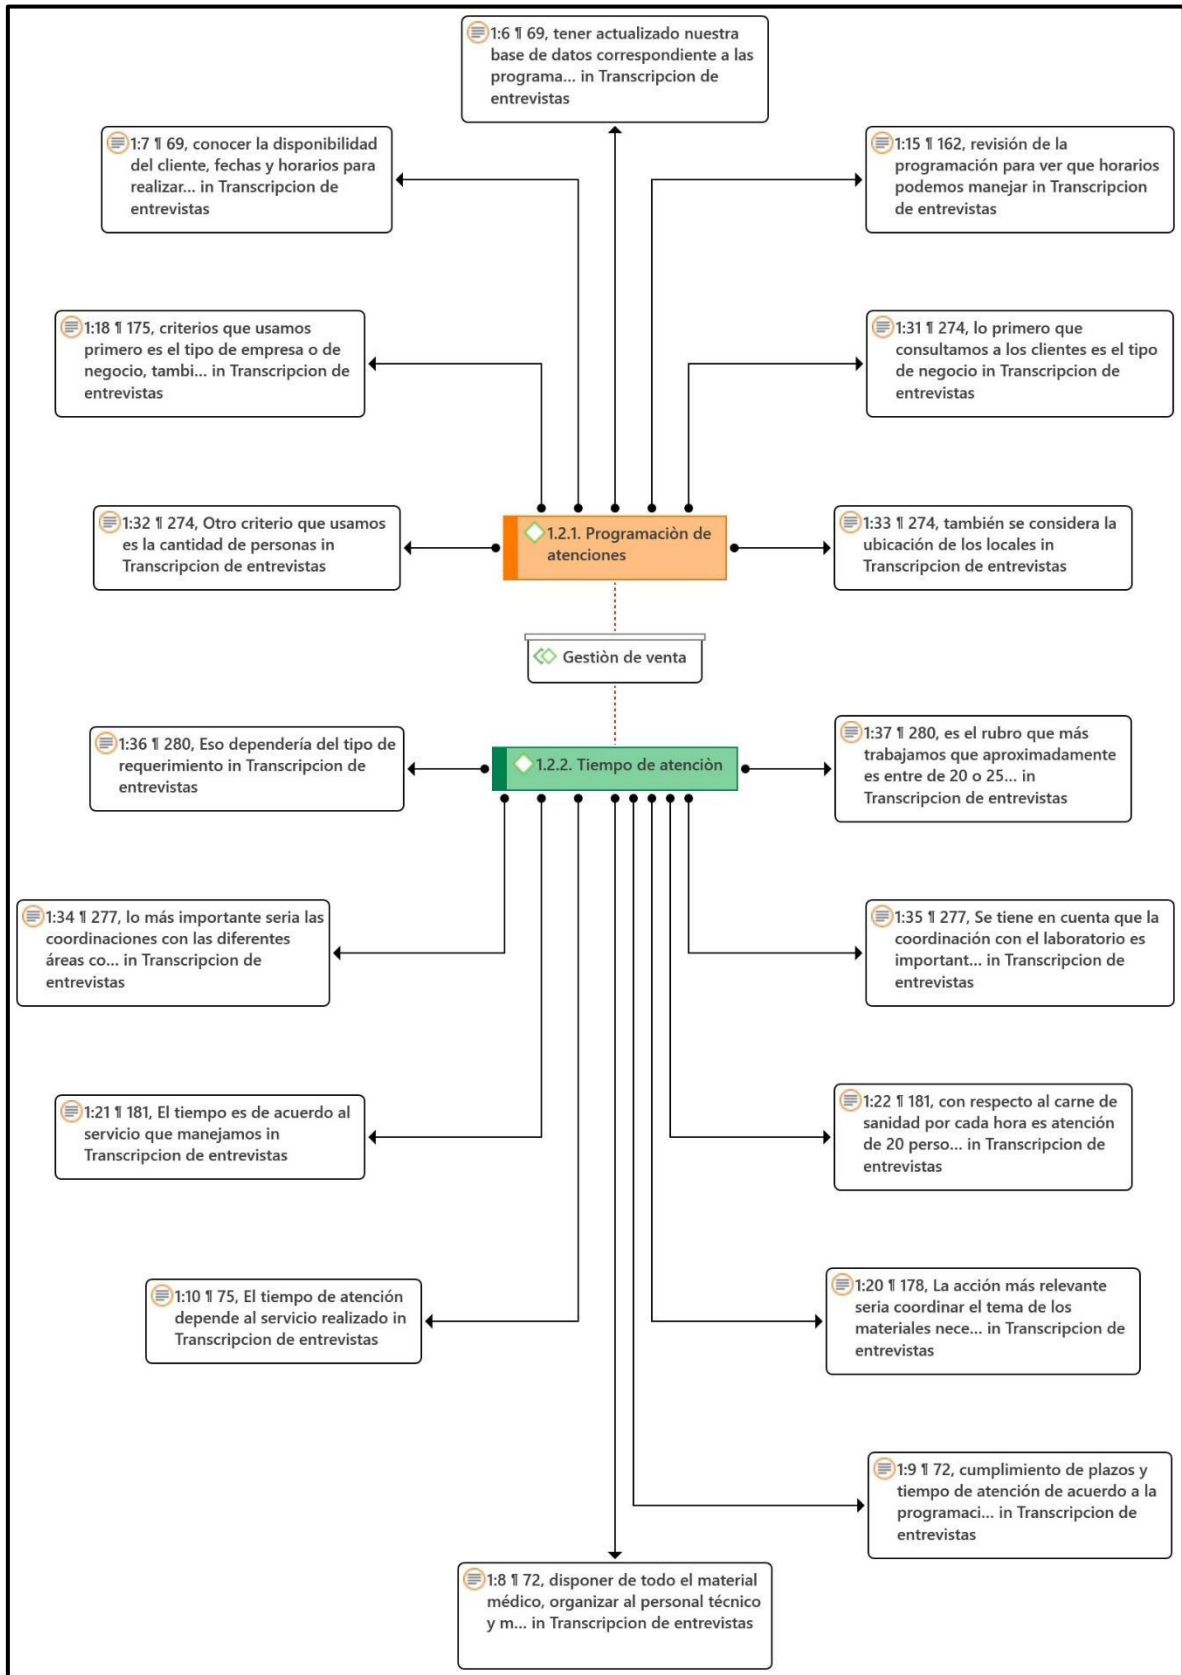 1:6 ¶ 69, tener actualizado nuestra
base de datos correspondiente a las
programa... in Transcripcion de
entrevistas
1:7 ¶ 69, conocer la disponibilidad
del cliente, fechas y horarios para
realizar... in Transcripcion de
entrevistas
1:15 ¶ 162, revisión de la
programación para ver que horarios
podemos manejar in Transcripcion
de entrevistas
1:18 ¶ 175, criterios que usamos
primero es el tipo de empresa o de
negocio, tambi... in Transcripcion de
entrevistas
1:31 ¶ 274, lo primero que
consultamos a los clientes es el tipo
de negocio in Transcripcion de
entrevistas
1:32 ¶ 274, Otro criterio que usamos
es la cantidad de personas in
Transcripcion de entrevistas
1.2.1. Programaciòn de
atenciones
1:33 ¶ 274, también se considera la
ubicación de los locales in
Transcripcion de entrevistas
Gestiòn de venta
1:36 ¶ 280, Eso dependería del tipo de
requerimiento in Transcripcion de
entrevistas
1.2.2. Tiempo de atenciòn
1:37 ¶ 280, es el rubro que más
trabajamos que aproximadamente
es entre de 20 o 25... in
Transcripcion de entrevistas
1:34 ¶ 277, lo más importante seria las
coordinaciones con las diferentes
áreas co... in Transcripcion de
entrevistas
1:35 ¶ 277, Se tiene en cuenta que la
coordinación con el laboratorio es
important... in Transcripcion de
entrevistas
1:21 ¶ 181, El tiempo es de acuerdo al
servicio que manejamos in
Transcripcion de entrevistas
1:22 ¶ 181, con respecto al carne de
sanidad por cada hora es atención
de 20 perso... in Transcripcion de
entrevistas
1:10 ¶ 75, El tiempo de atención
depende al servicio realizado in
Transcripcion de entrevistas
1:20 ¶ 178, La acción más relevante
seria coordinar el tema de los
materiales nece... in Transcripcion de
entrevistas
1:9 ¶ 72, cumplimiento de plazos y
tiempo de atención de acuerdo a la
programaci... in Transcripcion de
entrevistas
1:8 ¶ 72, disponer de todo el material
médico, organizar al personal técnico
y m... in Transcripcion de entrevistas